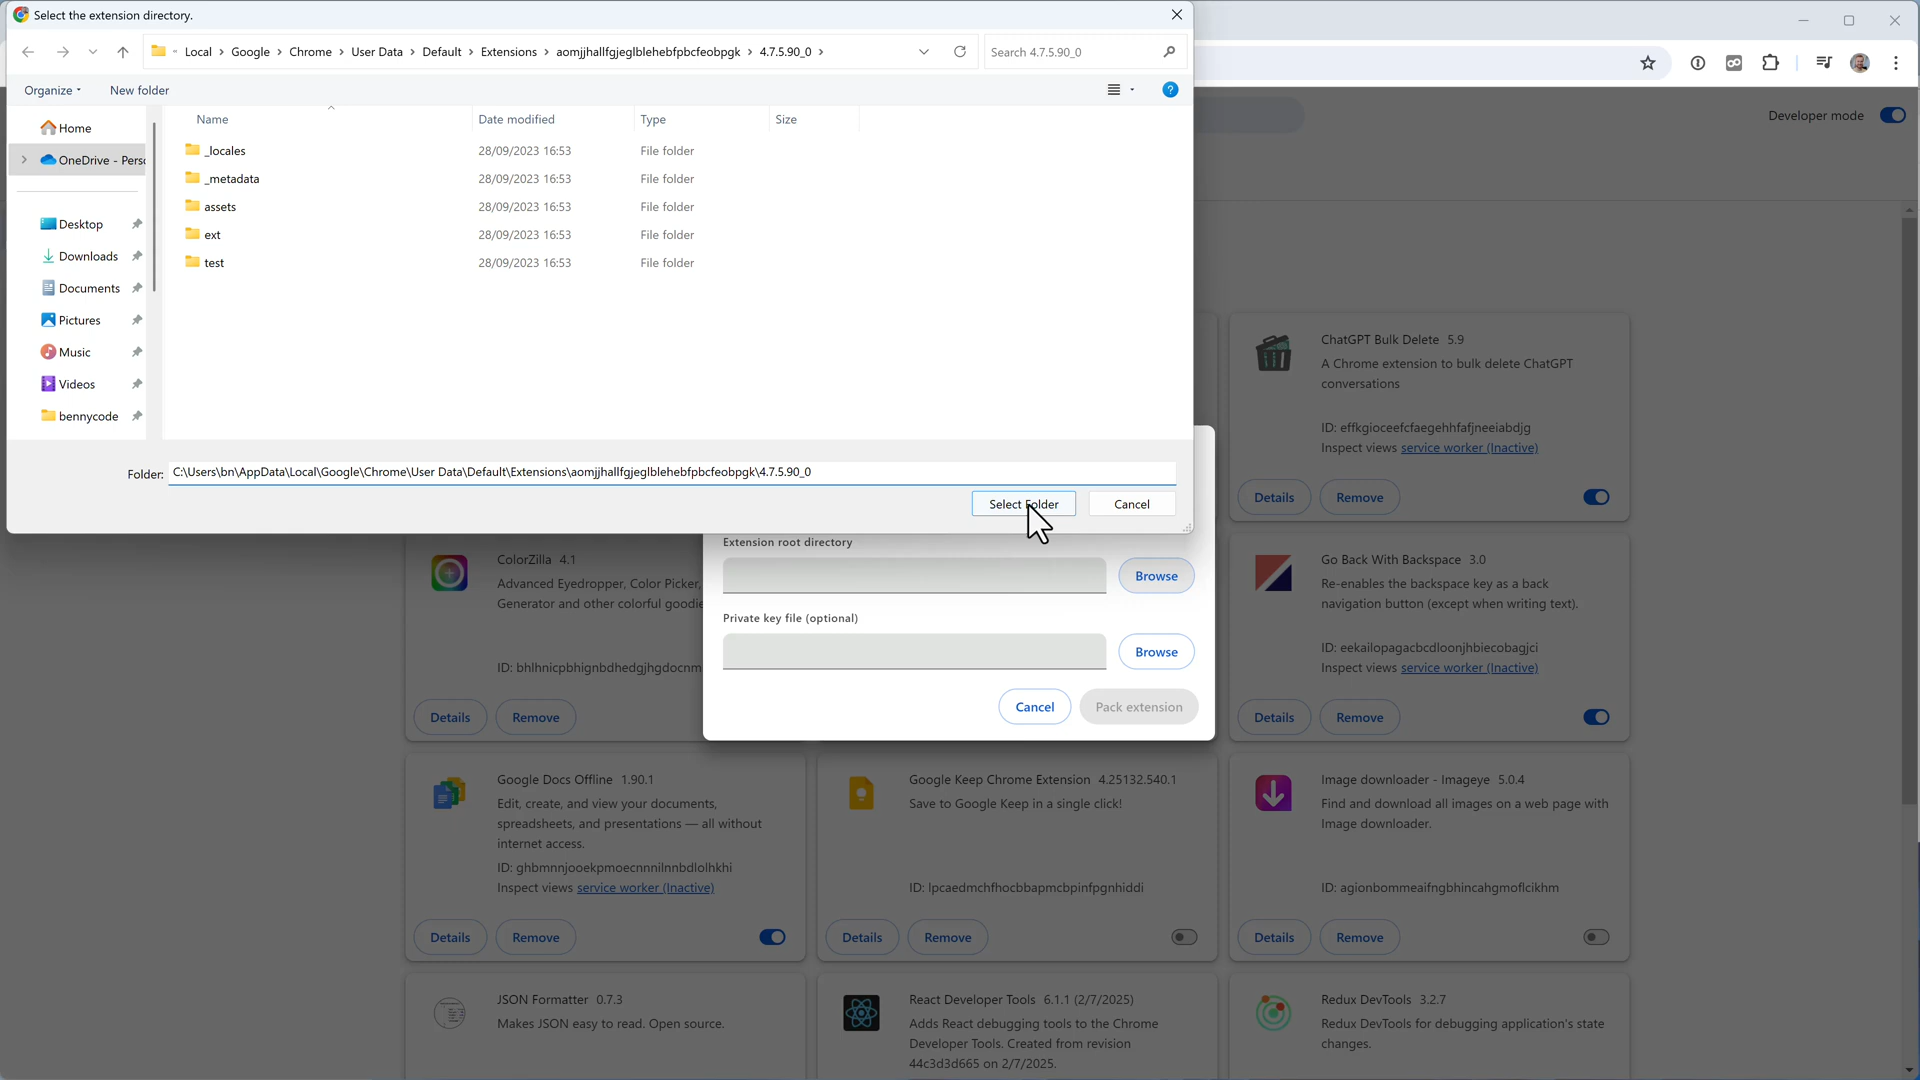 Select the extension directory.
« Local > Google > Chrome > User Data > Default > Extensions > aomjjhallfgjeglblehebfpbcfeobpgk > 4.7.5.90_0 >
Search 4.7.5.90_0
Organize
New folder
Name
Date modified
Type
Size
Home
OneDrive - Perso
Desktop
Downloads
Documents
Pictures
Music
Videos
bennycode
_locales 28/09/2023 16:53 File folder
_metadata 28/09/2023 16:53 File folder
assets 28/09/2023 16:53 File folder
ext 28/09/2023 16:53 File folder
test 28/09/2023 16:53 File folder
Folder: C:\Users\bn\AppData\Local\Google\Chrome\User Data\Default\Extensions\aomjjhallfgjeglblehebfpbcfeobpgk\4.7.5.90_0
Select Folder
Cancel
Developer mode
Extension root directory
Browse
Private key file (optional)
Browse
Cancel
Pack extension
ChatGPT Bulk Delete 5.9
A Chrome extension to bulk delete ChatGPT
conversations
ID: effkgioceefcfaegehhfafjneeiabdjg
Inspect views service worker (Inactive)
Details
Remove
ColorZilla 4.1
Advanced Eyedropper, Color Picker,
Generator and other colorful goodie
ID: bhlhnicpbhignbdhedgjhgdocnm
Details
Remove
Go Back With Backspace 3.0
Re-enables the backspace key as a back
navigation button (except when writing text).
ID: eekailopagacbcdloonjhbiecobagjci
Inspect views service worker (Inactive)
Details
Remove
Google Docs Offline 1.90.1
Edit, create, and view your documents,
spreadsheets, and presentations — all without
internet access.
ID: ghbmnnjooekpmoecnnnilnnbdlolhkhi
Inspect views service worker (Inactive)
Details
Remove
Google Keep Chrome Extension 4.25132.540.1
Save to Google Keep in a single click!
ID: lpcaedmchfhocbbapmcbpinfpgnhiddi
Details
Remove
Image downloader - Imageye 5.0.4
Find and download all images on a web page with
Image downloader.
ID: agionbommeaifngbhincahgmoflcikhm
Details
Remove
JSON Formatter 0.7.3
Makes JSON easy to read. Open source.
React Developer Tools 6.1.1 (2/7/2025)
Adds React debugging tools to the Chrome
Developer Tools. Created from revision
44c3d3d665 on 2/7/2025.
Redux DevTools 3.2.7
Redux DevTools for debugging application's state
changes.